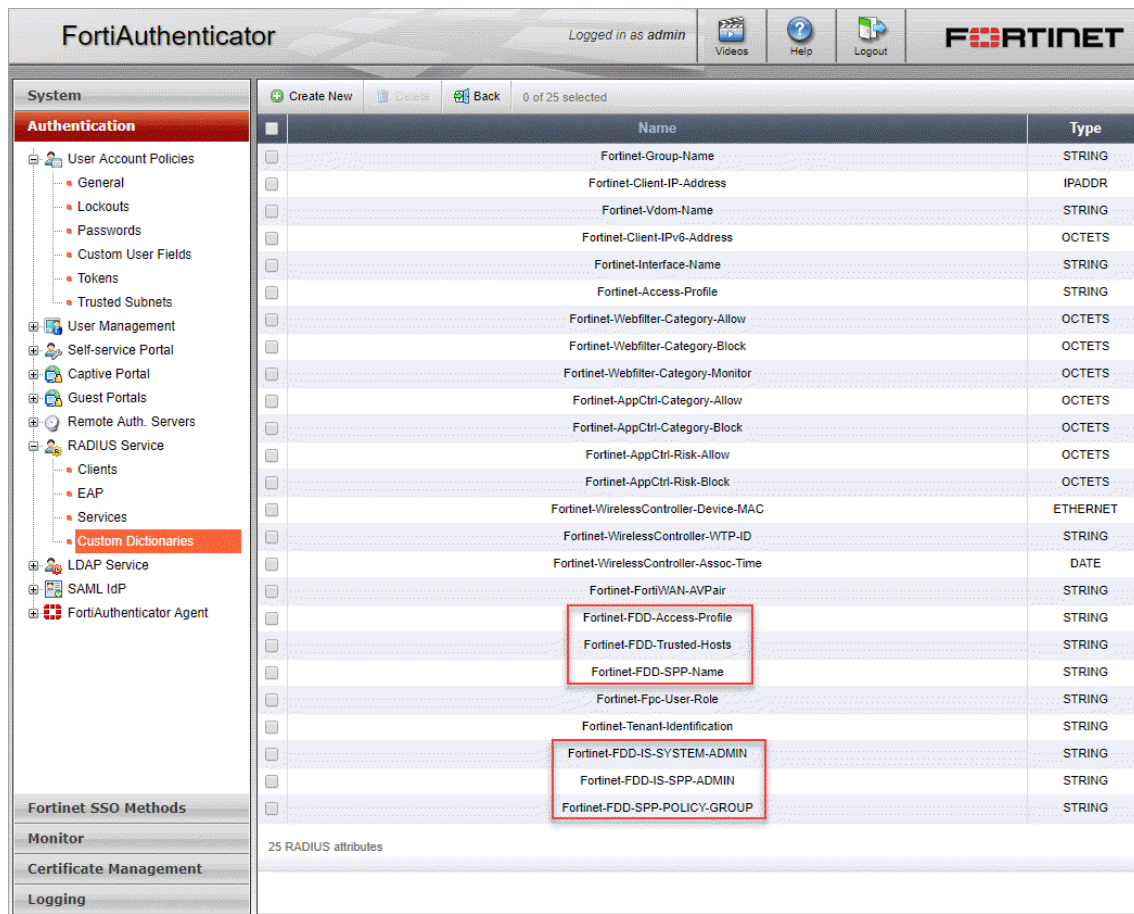 FortiAuthenticator
Logged in as admin
Videos
Help
Logout
FORTINET
System
Authentication
User Account Policies
General
Lockouts
Passwords
Custom User Fields
Tokens
Trusted Subnets
User Management
Self-service Portal
Captive Portal
Guest Portals
Remote Auth. Servers
RADIUS Service
Clients
EAP
Services
Custom Dictionaries
LDAP Service
SAML IdP
FortiAuthenticator Agent
Fortinet SSO Methods
Monitor
Certificate Management
Logging
Create New Delete Back 0 of 25 selected
Name Type
Fortinet-Group-Name STRING
Fortinet-Client-IP-Address IPADDR
Fortinet-Vdom-Name STRING
Fortinet-Client-IPv6-Address OCTETS
Fortinet-Interface-Name STRING
Fortinet-Access-Profile STRING
Fortinet-Webfilter-Category-Allow OCTETS
Fortinet-Webfilter-Category-Block OCTETS
Fortinet-Webfilter-Category-Monitor OCTETS
Fortinet-AppCtrl-Category-Allow OCTETS
Fortinet-AppCtrl-Category-Block OCTETS
Fortinet-AppCtrl-Risk-Allow OCTETS
Fortinet-AppCtrl-Risk-Block OCTETS
Fortinet-WirelessController-Device-MAC ETHERNET
Fortinet-WirelessController-WTP-ID STRING
Fortinet-WirelessController-Assoc-Time DATE
Fortinet-FortiWAN-AVPair STRING
Fortinet-FDD-Access-Profile STRING
Fortinet-FDD-Trusted-Hosts STRING
Fortinet-FDD-SPP-Name STRING
Fortinet-Fpc-User-Role STRING
Fortinet-Tenant-Identification STRING
Fortinet-FDD-IS-SYSTEM-ADMIN STRING
Fortinet-FDD-IS-SPP-ADMIN STRING
Fortinet-FDD-SPP-POLICY-GROUP STRING
25 RADIUS attributes